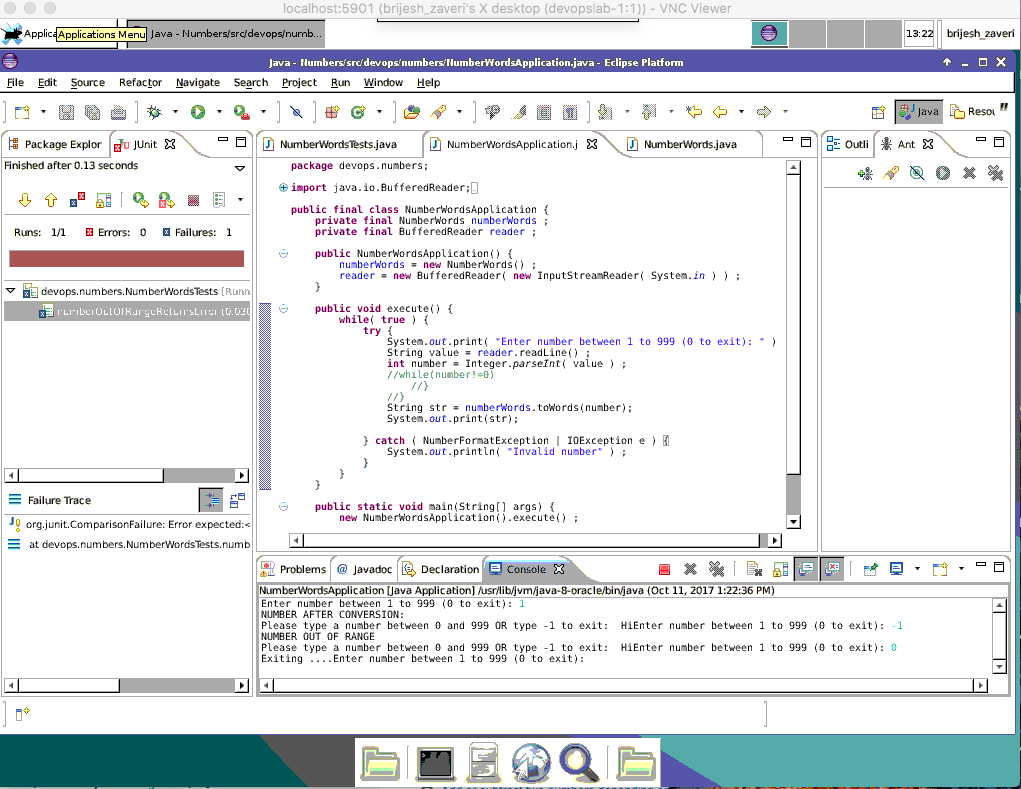 localhost:5901 (brijesh_zaveri's X desktop (devopslab-1:1)) - VNC Viewer
Applica
Applications Menu
Java - Numbers/src/devops/numb...
13:22
brijesh_zaveri
Java - Numbers/src/devops/numbers/NumberWordsApplication.java - Eclipse Platform
File Edit Source Refactor Navigate Search Project Run Window Help
Java
Resou
Package Explor
JUnit
NumberWordsTests.java
NumberWordsApplication.j
NumberWords.java
Outli
Ant
Finished after 0.13 seconds
Runs: 1/1 Errors: 0 Failures: 1
devops.numbers.NumberWordsTests [Runn
numberOutOfRangeReturnsError (0.030
package devops.numbers;
import java.io.BufferedReader;
public final class NumberWordsApplication {
private final NumberWords numberWords ;
private final BufferedReader reader ;
public NumberWordsApplication() {
numberWords = new NumberWords() ;
reader = new BufferedReader( new InputStreamReader( System.in ) ) ;
}
public void execute() {
while( true ) {
try {
System.out.print( "Enter number between 1 to 999 (0 to exit): " )
String value = reader.readLine() ;
int number = Integer.parseInt( value ) ;
//while(number!=0)
//}
//}
String str = numberWords.toWords(number);
System.out.print(str);
} catch ( NumberFormatException | IOException e ) {
System.out.println( "Invalid number" ) ;
}
}
}
public static void main(String[] args) {
new NumberWordsApplication().execute() ;
Failure Trace
org.junit.ComparisonFailure: Error expected:<
at devops.numbers.NumberWordsTests.numb
Problems
Javadoc
Declaration
Console
NumberWordsApplication [Java Application] /usr/lib/jvm/java-8-oracle/bin/java (Oct 11, 2017 1:22:36 PM)
Enter number between 1 to 999 (0 to exit): 1
NUMBER AFTER CONVERSION:
Please type a number between 0 and 999 OR type -1 to exit:  HiEnter number between 1 to 999 (0 to exit): -1
NUMBER OUT OF RANGE
Please type a number between 0 and 999 OR type -1 to exit:  HiEnter number between 1 to 999 (0 to exit): 0
Exiting ....Enter number between 1 to 999 (0 to exit):